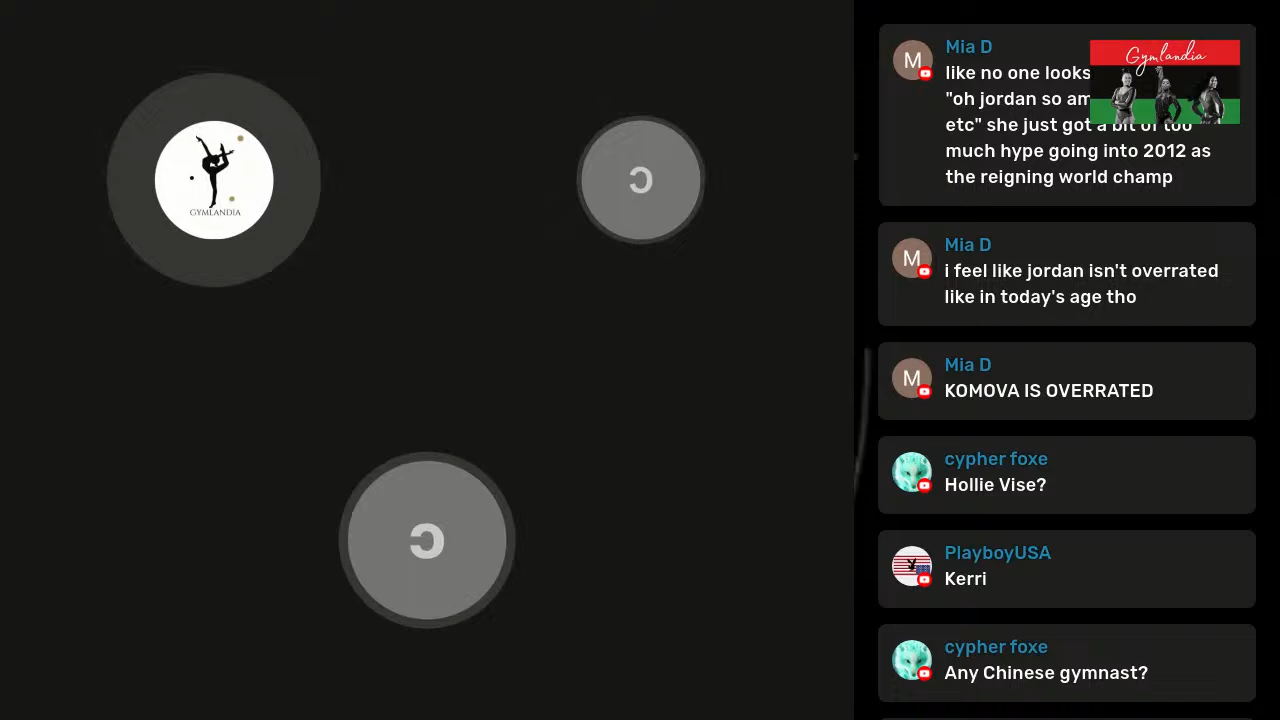 GYMLANDIA
ɔ
ɔ
Gymlandia
M
Mia D
like no one looks
"oh jordan so am
etc" she just got a bit of too
much hype going into 2012 as
the reigning world champ
M
Mia D
i feel like jordan isn't overrated
like in today's age tho
M
Mia D
KOMOVA IS OVERRATED
cypher foxe
Hollie Vise?
PlayboyUSA
Kerri
cypher foxe
Any Chinese gymnast?